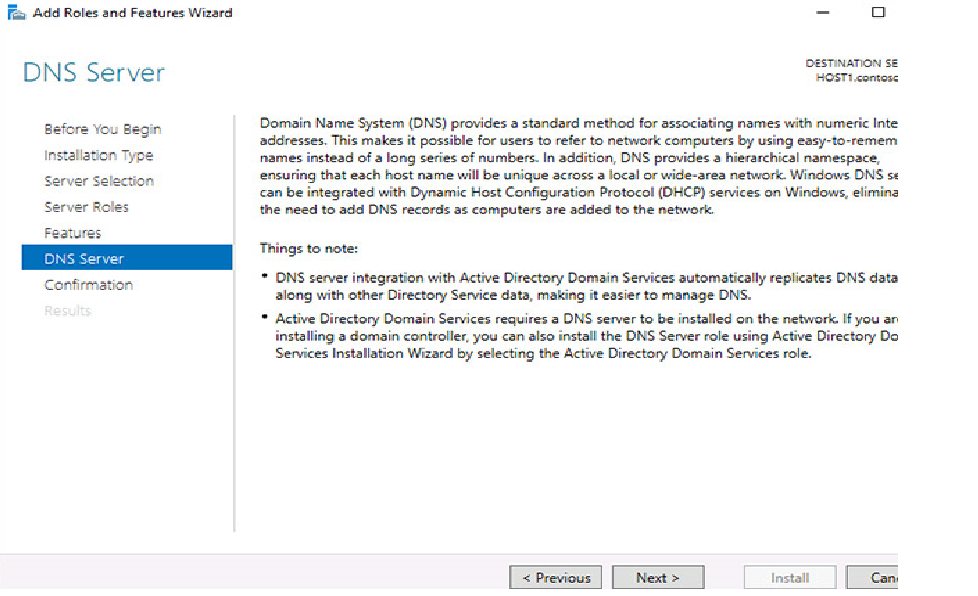 Add Roles and Features Wizard
DNS Server
DESTINATION SE
HOST1.contosc
Before You Begin
Installation Type
Server Selection
Server Roles
Features
DNS Server
Confirmation
Results
Domain Name System (DNS) provides a standard method for associating names with numeric Inte
addresses. This makes it possible for users to refer to network computers by using easy-to-remem
names instead of a long series of numbers. In addition, DNS provides a hierarchical namespace,
ensuring that each host name will be unique across a local or wide-area network. Windows DNS se
can be integrated with Dynamic Host Configuration Protocol (DHCP) services on Windows, elimina
the need to add DNS records as computers are added to the network.
Things to note:
• DNS server integration with Active Directory Domain Services automatically replicates DNS data
along with other Directory Service data, making it easier to manage DNS.
• Active Directory Domain Services requires a DNS server to be installed on the network. If you ar
installing a domain controller, you can also install the DNS Server role using Active Directory Do
Services Installation Wizard by selecting the Active Directory Domain Services role.
< Previous
Next >
Install
Can